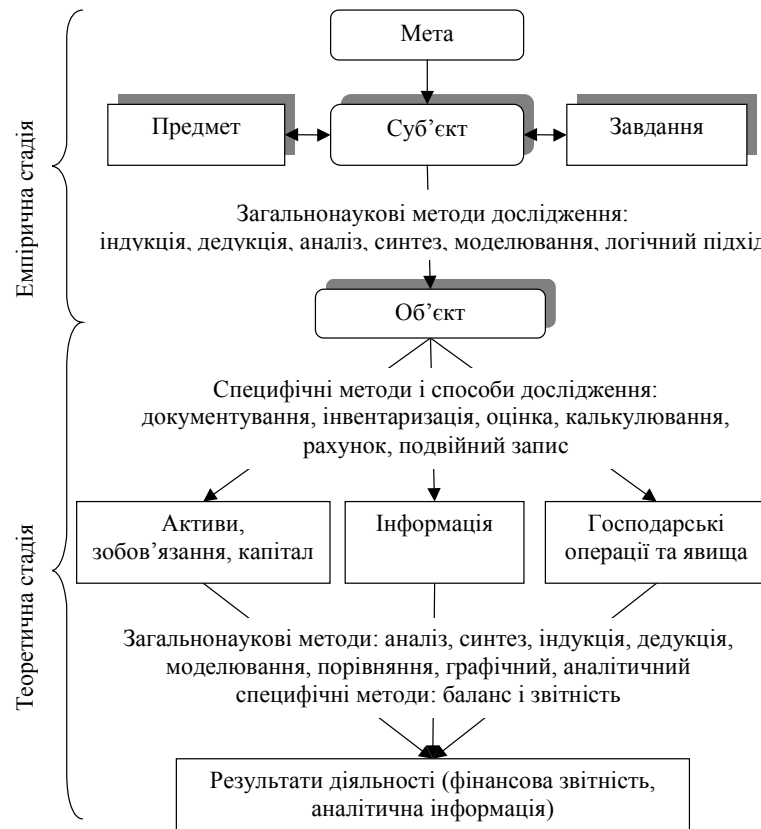 Мета
Предмет
Суб’єкт
Завдання
Емпірична стадія
Загальнонаукові методи дослідження:
індукція, дедукція, аналіз, синтез, моделювання, логічний підхід
Об’єкт
Теоретична стадія
Специфічні методи і способи дослідження:
документування, інвентаризація, оцінка, калькулювання,
рахунок, подвійний запис
Активи,
зобов’язання, капітал
Інформація
Господарські
операції та явища
Загальнонаукові методи: аналіз, синтез, індукція, дедукція,
моделювання, порівняння, графічний, аналітичний
специфічні методи: баланс і звітність
Результати діяльності (фінансова звітність,
аналітична інформація)